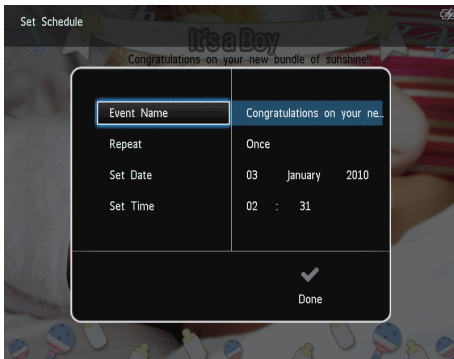 Set Schedule
It's a Boy
Congratulations on your new bundle of sunshine!!
Event Name Congratulations on your ne...
Repeat Once
Set Date 03 January 2010
Set Time 02 : 31
Done